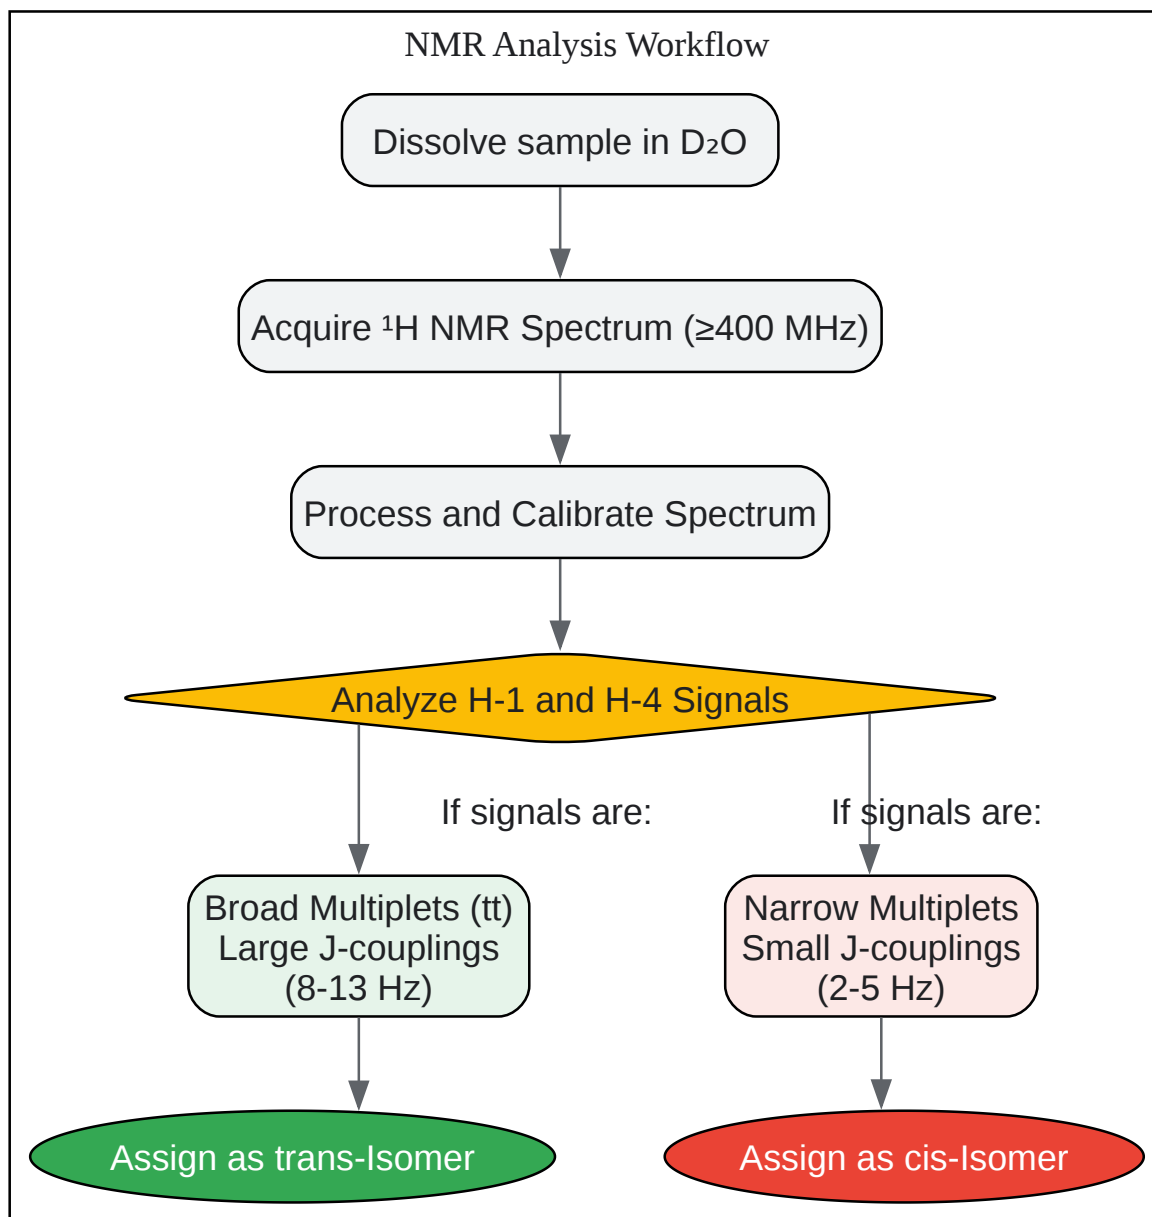 NMR Analysis Workflow
Dissolve sample in D₂O
Acquire ¹H NMR Spectrum (≥400 MHz)
Process and Calibrate Spectrum
Analyze H-1 and H-4 Signals
If signals are:
If signals are:
Broad Multiplets (tt)
Large J-couplings
(8-13 Hz)
Narrow Multiplets
Small J-couplings
(2-5 Hz)
Assign as trans-Isomer
Assign as cis-Isomer